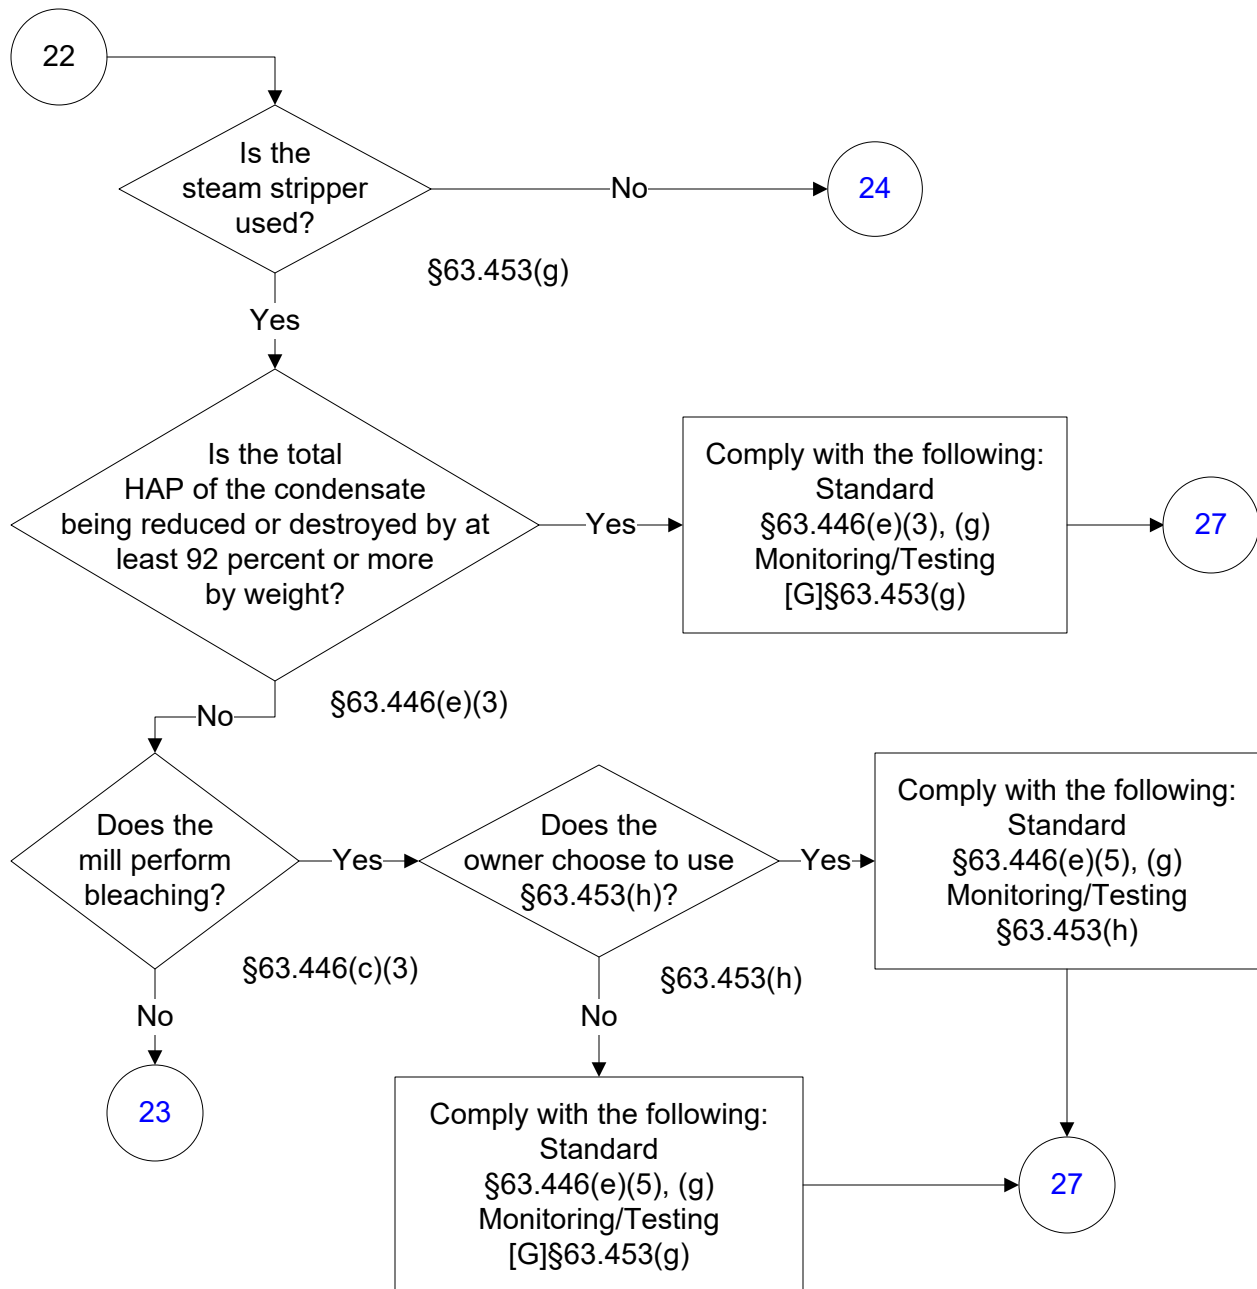 22
Is the
steam stripper
used?
No
24
§63.453(g)
Yes
Is the total
HAP of the condensate
being reduced or destroyed by at
least 92 percent or more
by weight?
Yes
Comply with the following:
Standard
§63.446(e)(3), (g)
Monitoring/Testing
[G]§63.453(g)
27
§63.446(e)(3)
No
Does the
mill perform
bleaching?
Yes
Does the
owner choose to use
§63.453(h)?
Yes
Comply with the following:
Standard
§63.446(e)(5), (g)
Monitoring/Testing
§63.453(h)
§63.446(c)(3)
§63.453(h)
No
No
23
Comply with the following:
Standard
§63.446(e)(5), (g)
Monitoring/Testing
[G]§63.453(g)
27